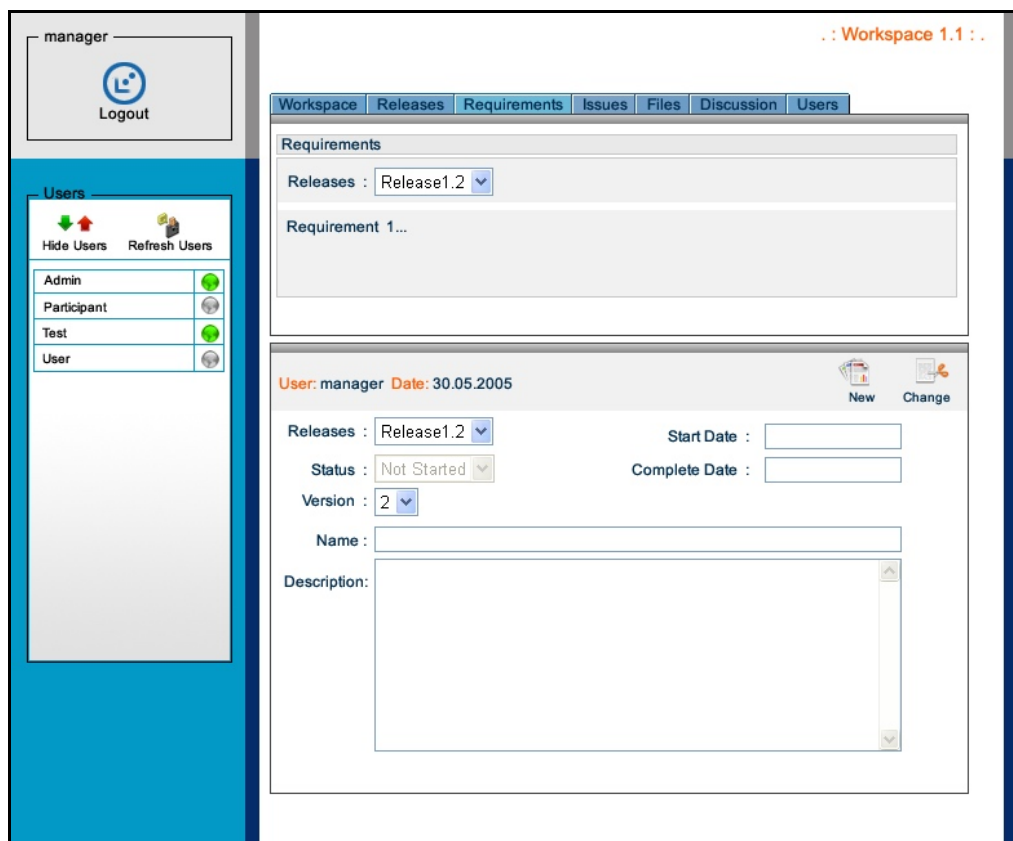 manager
Logout
. : Workspace 1.1 : .
Workspace Releases Requirements Issues Files Discussion Users
Requirements
Releases : Release1.2
Requirement 1...
Users
Hide Users Refresh Users
Admin
Participant
Test
User
User: manager Date: 30.05.2005
New Change
Releases : Release1.2
Start Date :
Status : Not Started
Complete Date :
Version : 2
Name :
Description: